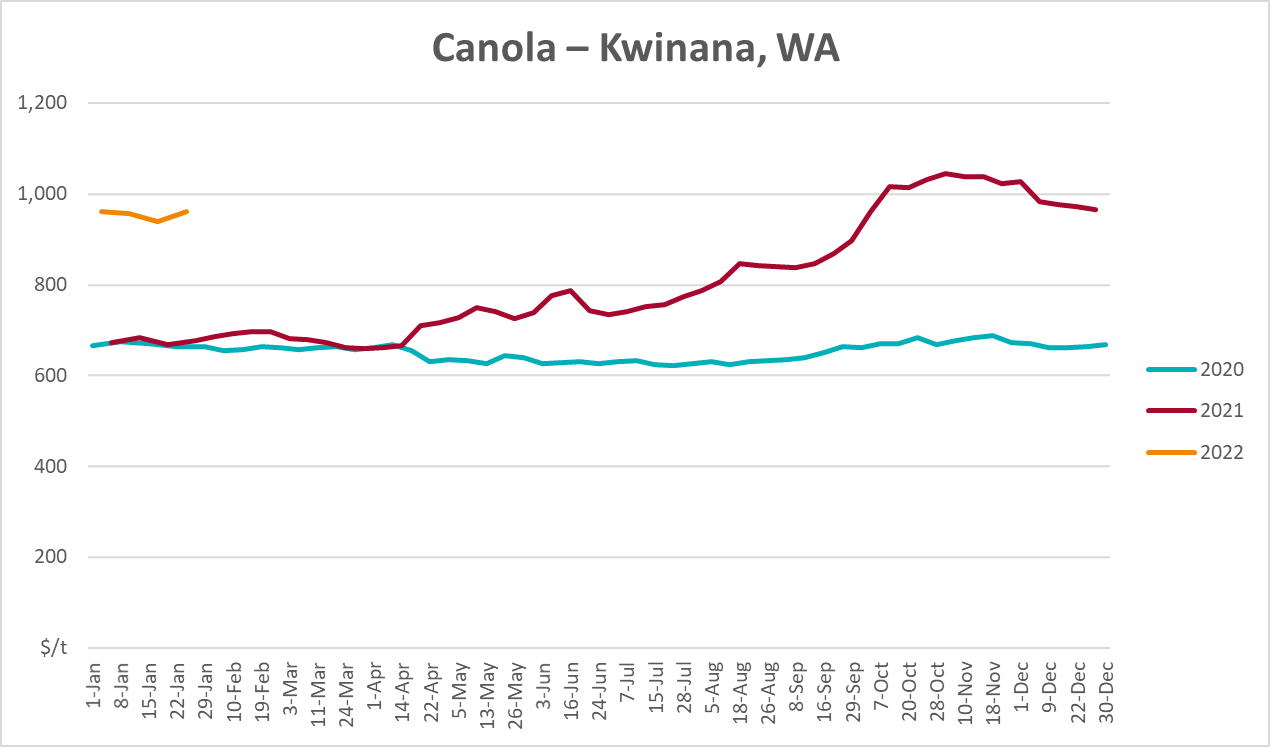 Canola – Kwinana, WA
1,200
1,000
800
600
400
200
$/t
1-Jan
8-Jan
15-Jan
22-Jan
29-Jan
10-Feb
19-Feb
3-Mar
11-Mar
24-Mar
1-Apr
14-Apr
22-Apr
5-May
13-May
26-May
3-Jun
16-Jun
24-Jun
7-Jul
15-Jul
28-Jul
5-Aug
18-Aug
26-Aug
8-Sep
16-Sep
29-Sep
7-Oct
20-Oct
28-Oct
10-Nov
18-Nov
1-Dec
9-Dec
22-Dec
30-Dec
2020
2021
2022